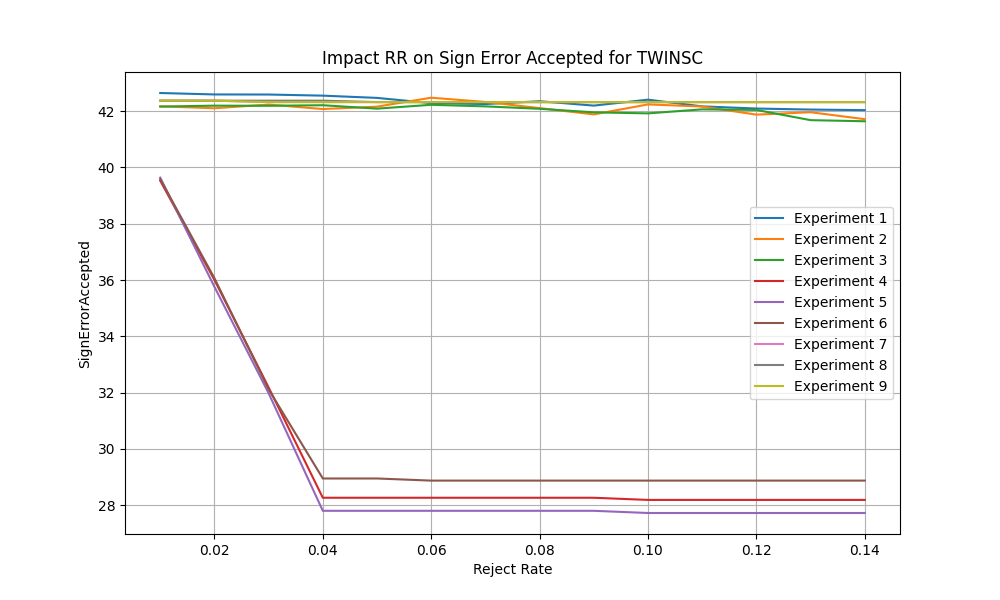 Impact RR on Sign Error Accepted for TWINSC
SignErrorAccepted
42
40
38
36
34
32
30
28
Experiment 1
Experiment 2
Experiment 3
Experiment 4
Experiment 5
Experiment 6
Experiment 7
Experiment 8
Experiment 9
0.02 0.04 0.06 0.08 0.10 0.12 0.14
Reject Rate